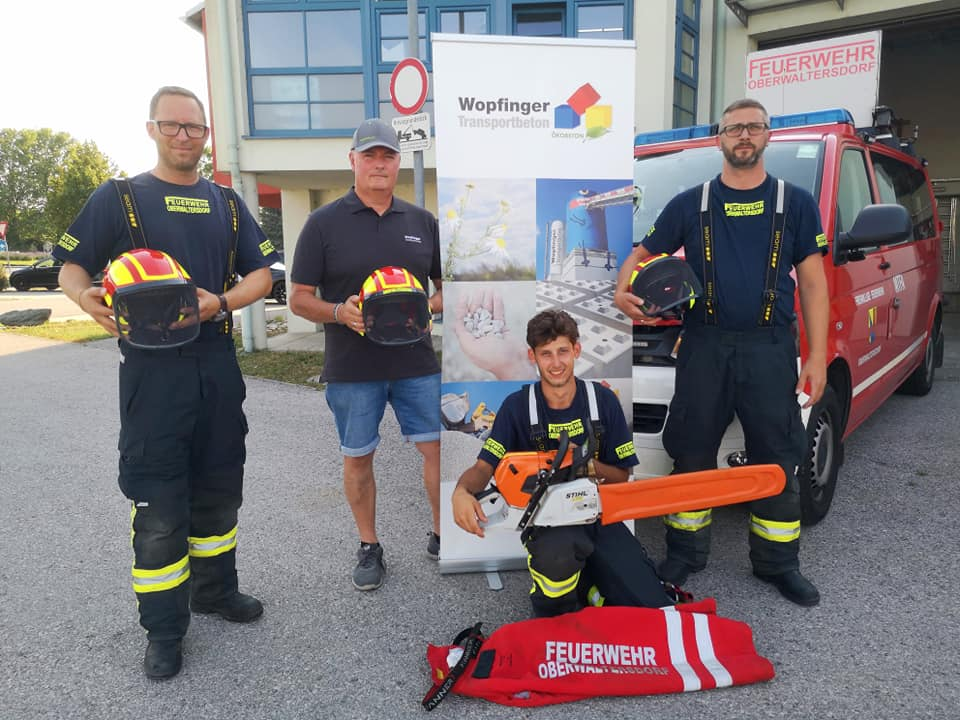 Wopfinger
Transportbeton
ÖKOBETON
FEUERWEHR
OBERWALTERSDORF
FEUERWEHR
OBERWALTERSDORF
FEUERWEHR
OBERWALTERSDORF
FEUERWEHR
OBERWALTERSDORF
STIHL
FEUERWEHR
OBERWALTERSDORF